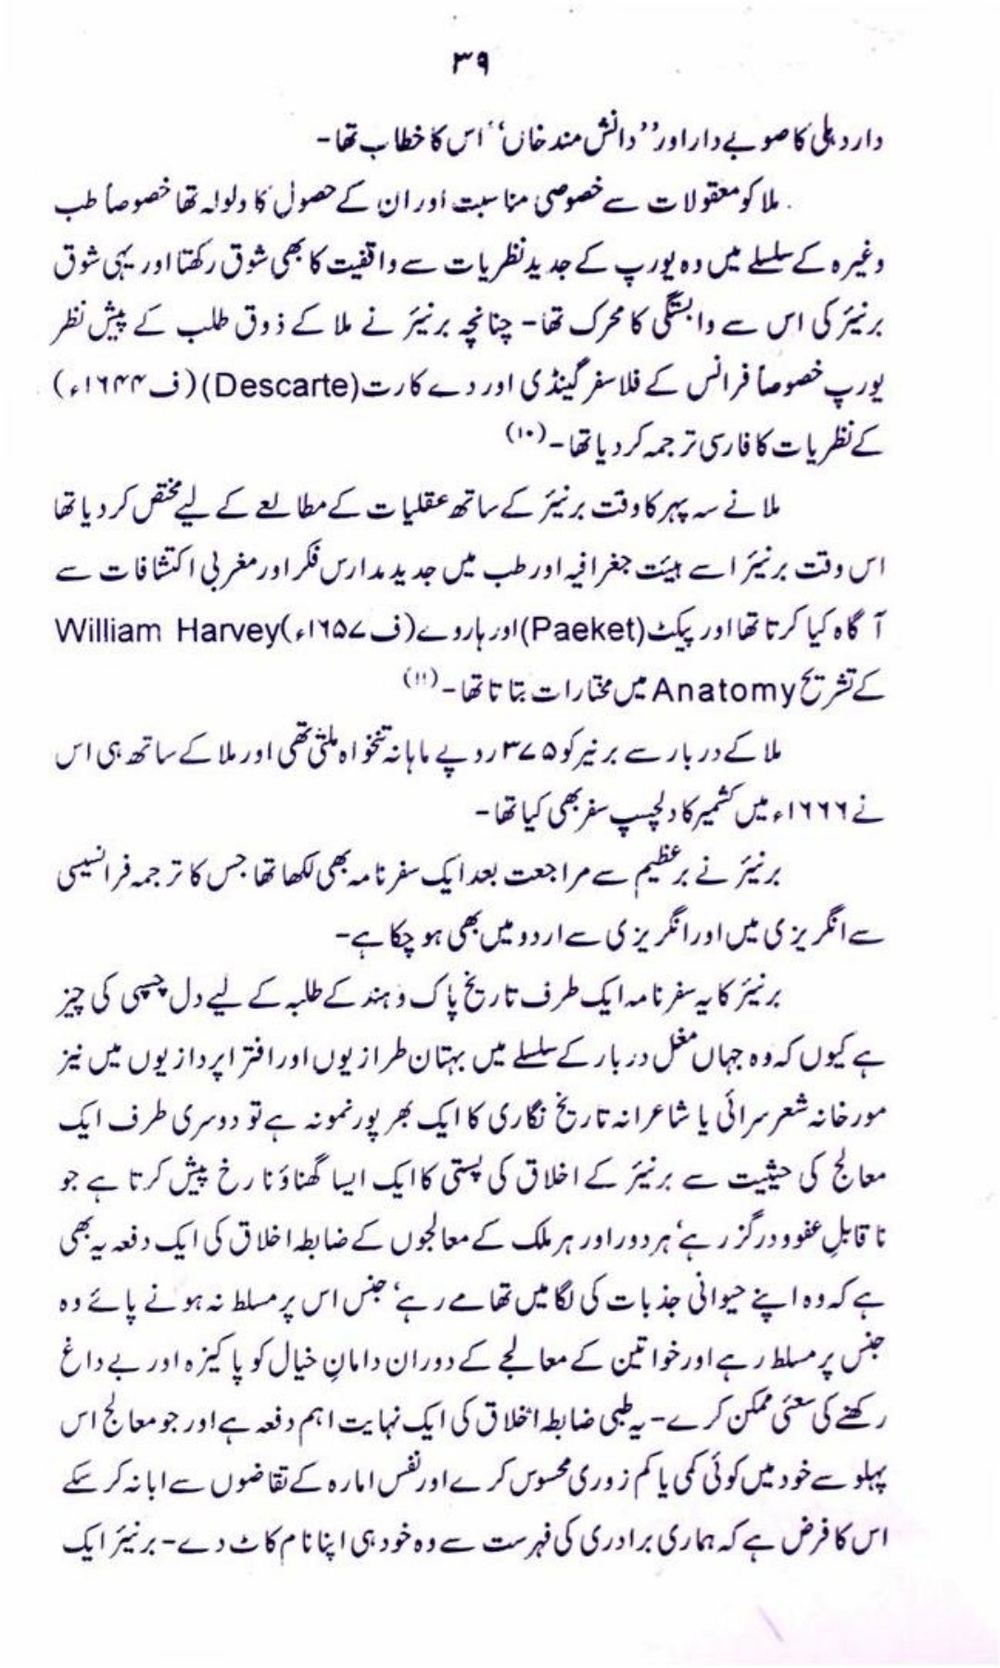 ۳۹
دار دہلی کا صوبے دار اور ’’دانش مند خاں‘‘ اس کا خطاب تھا-
ملا کو معقولات سے خصوصی مناسبت اور ان کے حصول کا ولولہ تھا خصوصاً طب
وغیرہ کے سلسلے میں وہ یورپ کے جدید نظریات سے واقفیت کا بھی شوق رکھتا اور یہی شوق
برنیئر کی اس سے وابستگی کا محرک تھا- چنانچہ برنیئر نے ملا کے ذوق طلب کے پیش نظر
یورپ خصوصاً فرانس کے فلاسفر گینڈی اور دے کارت (Descarte) (ف ۱۶۴۴ء)
کے نظریات کا فارسی ترجمہ کر دیا تھا-(۱۰)
ملا نے سہ پہر کا وقت برنیئر کے ساتھ عقلیات کے مطالعے کے لیے مختص کر دیا تھا
اس وقت برنیئر اسے ہیئت جغرافیہ اور طب میں جدید مدارس فکر اور مغربی اکتشافات سے
آگاہ کیا کرتا تھا اور پیکٹ (Paeket) اور ہاروے (ف ۱۶۵۷ء) William Harvey
کے تشریح Anatomy میں مختارات بتاتا تھا-(۱۱)
ملا کے دربار سے برنیر کو ۳۷۵ روپے ماہانہ تنخواہ ملتی تھی اور ملا کے ساتھ ہی اس
نے ۱۶۶۶ء میں کشمیر کا دلچسپ سفر بھی کیا تھا-
برنیئر نے برعظیم سے مراجعت بعد ایک سفر نامہ بھی لکھا تھا جس کا ترجمہ فرانسیسی
سے انگریزی میں اور انگریزی سے اردو میں بھی ہو چکا ہے-
برنیئر کا یہ سفر نامہ ایک طرف تاریخ پاک و ہند کے طلبہ کے لیے دل چسپی کی چیز
ہے کیوں کہ وہ جہاں مغل دربار کے سلسلے میں بہتان طرازیوں اور افترا پردازیوں میں نیز
مورخانہ شعر سرائی یا شاعرانہ تاریخ نگاری کا ایک بھر پور نمونہ ہے تو دوسری طرف ایک
معالج کی حیثیت سے برنیئر کے اخلاق کی پستی کا ایک ایسا گھناؤنا رخ پیش کرتا ہے جو
ناقابلِ عفو و درگزر ہے‘ ہر دور اور ہر ملک کے معالجوں کے ضابطہ اخلاق کی ایک دفعہ یہ بھی
ہے کہ وہ اپنے حیوانی جذبات کی لگامیں تھامے رہے‘ جنس اس پر مسلط نہ ہونے پائے وہ
جنس پر مسلط رہے اور خواتین کے معالجے کے دوران دامانِ خیال کو پاکیزہ اور بے داغ
رکھنے کی سعئی ممکن کرے- یہ طبی ضابطہ اخلاق کی ایک نہایت اہم دفعہ ہے اور جو معالج اس
پہلو سے خود میں کوئی کمی یا کم زوری محسوس کرے اور نفس امارہ کے تقاضوں سے ابا نہ کر سکے
اس کا فرض ہے کہ ہماری برادری کی فہرست سے وہ خود ہی اپنا نام کاٹ دے- برنیئر ایک